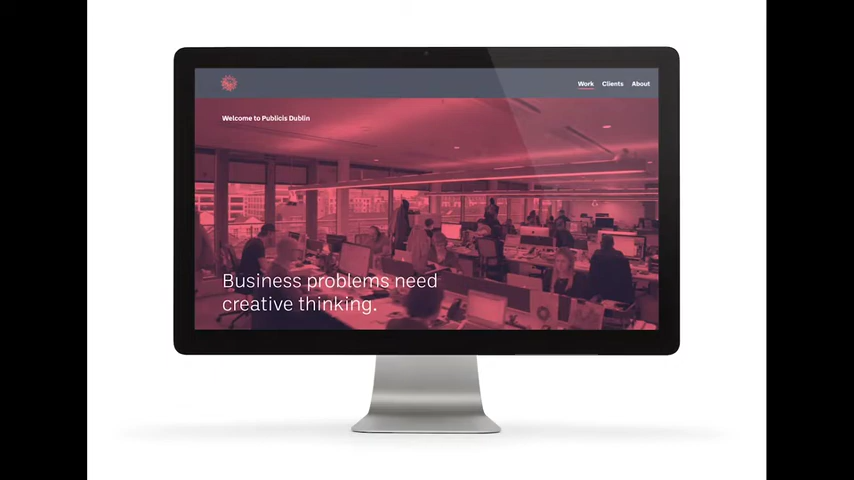 Work Clients About
Welcome to Publicis Dublin
Business problems need
creative thinking.